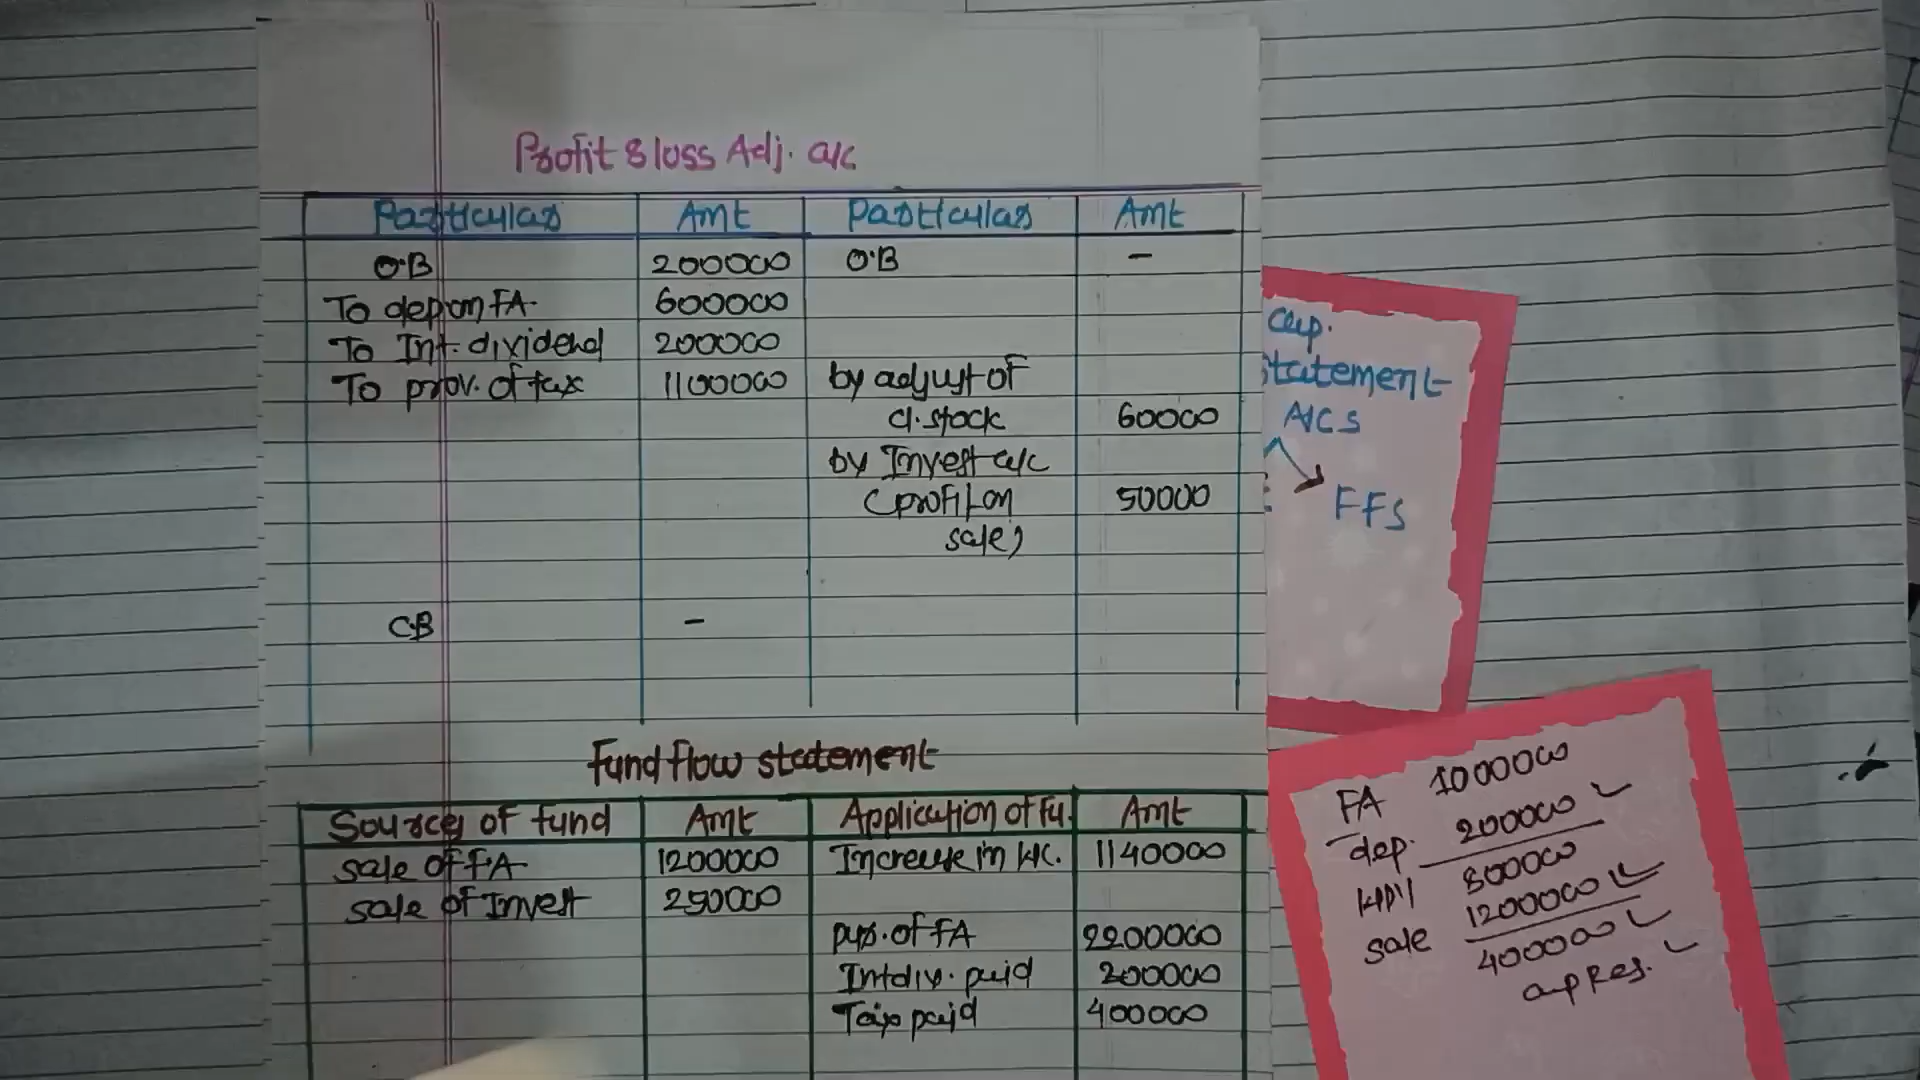 Profit & loss Adj. a/c
Particulars Amt Particulars Amt
O.B 200000 O.B -
To dep on FA. 600000
To Int. dividend 200000
To prov. of tax 1100000 by adjust of
cl. stock 60000
by Invest a/c
(profit on 50000
sale)
C.B -
Fund flow statement
Sources of fund Amt Application of Fu. Amt
sale of F.A 1200000 Increase in W.C. 1140000
sale of Invest 250000
pur. of FA 2200000
Int div. paid 200000
Tax paid 400000
Cap.
Statement
A/CS
FFS
FA 1000000
dep. 200000
WDV 800000
sale 1200000
400000
cap Res.